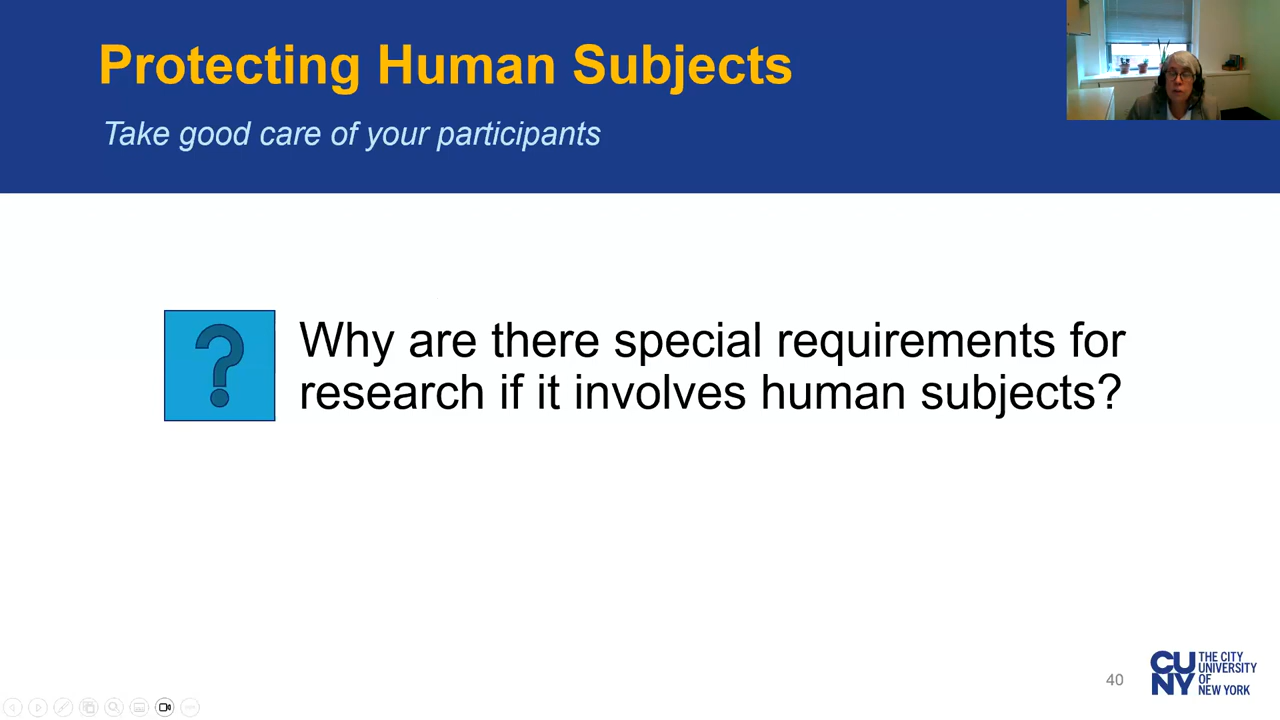 Protecting Human Subjects
Take good care of your participants
?
Why are there special requirements for
research if it involves human subjects?
40
CU
NY
THE CITY
UNIVERSITY
OF
NEW YORK